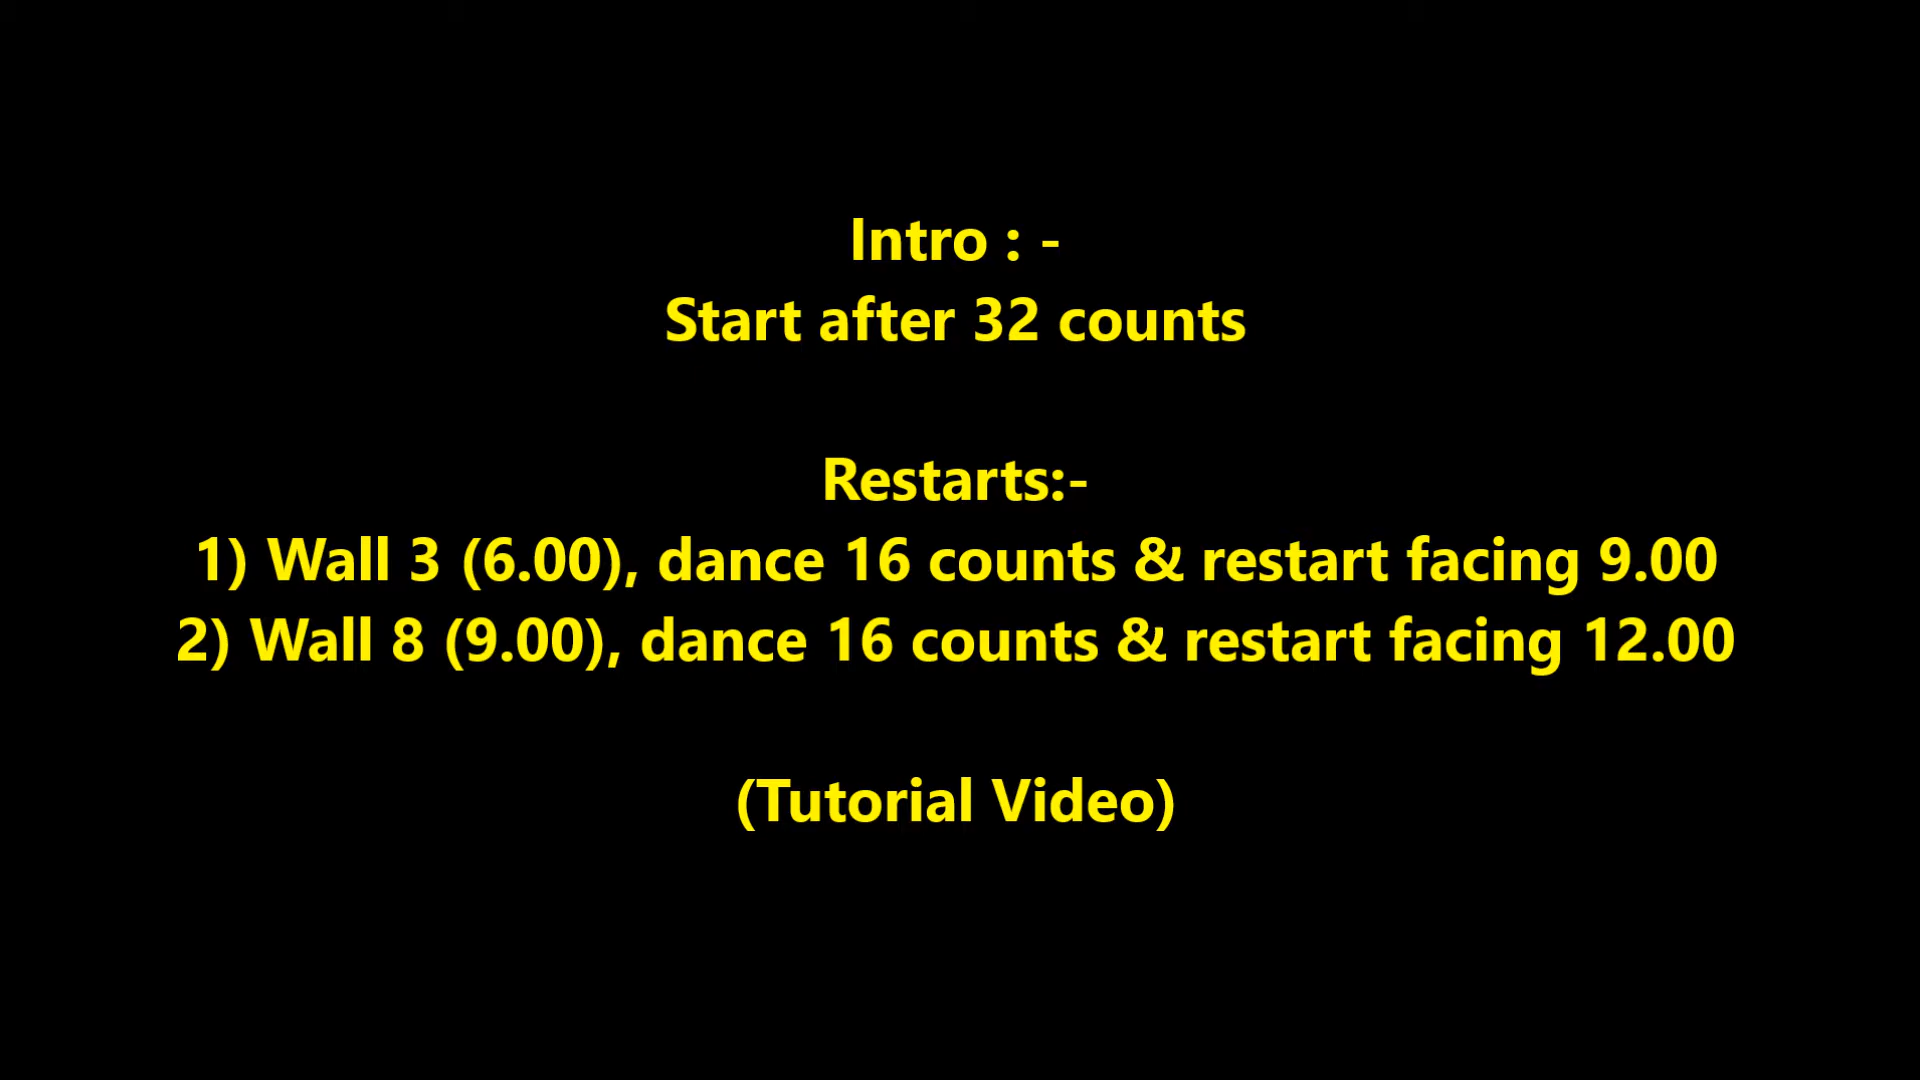 Intro : -
Start after 32 counts
Restarts:-
1) Wall 3 (6.00), dance 16 counts & restart facing 9.00
2) Wall 8 (9.00), dance 16 counts & restart facing 12.00
(Tutorial Video)